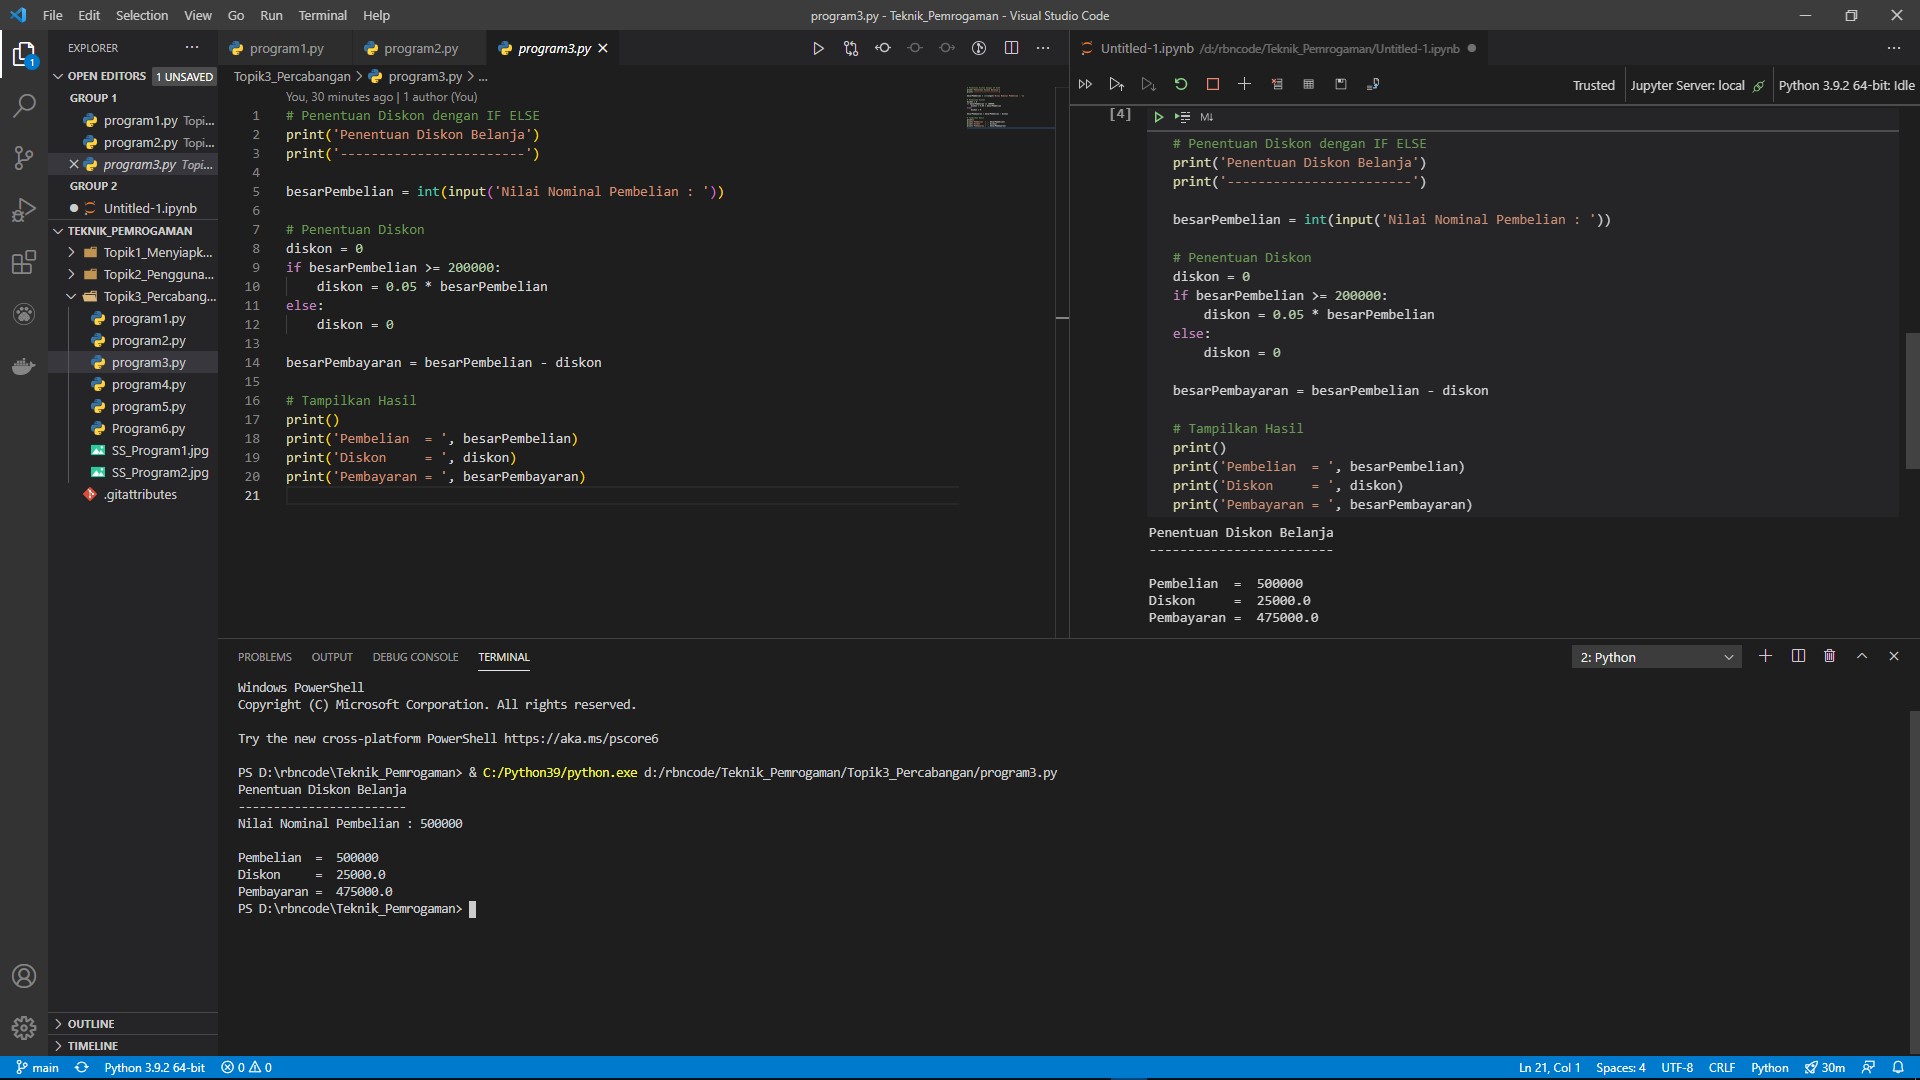 File Edit Selection View Go Run Terminal Help
program3.py - Teknik_Pemrogaman - Visual Studio Code
1
EXPLORER
OPEN EDITORS 1 UNSAVED
GROUP 1
program1.py Topi...
program2.py Topi...
program3.py Topi...
GROUP 2
Untitled-1.ipynb
TEKNIK_PEMROGAMAN
Topik1_Menyiapk...
Topik2_Pengguna...
Topik3_Percabang...
program1.py
program2.py
program3.py
program4.py
program5.py
Program6.py
SS_Program1.jpg
SS_Program2.jpg
.gitattributes
OUTLINE
TIMELINE
program1.py program2.py program3.py
Topik3_Percabangan > program3.py > ...
You, 30 minutes ago | 1 author (You)
1 # Penentuan Diskon dengan IF ELSE
2 print('Penentuan Diskon Belanja')
3 print('------------------------')
4
5 besarPembelian = int(input('Nilai Nominal Pembelian : '))
6
7 # Penentuan Diskon
8 diskon = 0
9 if besarPembelian >= 200000:
10     diskon = 0.05 * besarPembelian
11 else:
12     diskon = 0
13
14 besarPembayaran = besarPembelian - diskon
15
16 # Tampilkan Hasil
17 print()
18 print('Pembelian  = ', besarPembelian)
19 print('Diskon     = ', diskon)
20 print('Pembayaran = ', besarPembayaran)
21
Untitled-1.ipynb /d:/rbncode/Teknik_Pemrogaman/Untitled-1.ipynb
Trusted Jupyter Server: local Python 3.9.2 64-bit: Idle
[4] M↓
# Penentuan Diskon dengan IF ELSE
print('Penentuan Diskon Belanja')
print('------------------------')
besarPembelian = int(input('Nilai Nominal Pembelian : '))
# Penentuan Diskon
diskon = 0
if besarPembelian >= 200000:
    diskon = 0.05 * besarPembelian
else:
    diskon = 0
besarPembayaran = besarPembelian - diskon
# Tampilkan Hasil
print()
print('Pembelian  = ', besarPembelian)
print('Diskon     = ', diskon)
print('Pembayaran = ', besarPembayaran)
Penentuan Diskon Belanja
------------------------
Pembelian  =  500000
Diskon     =  25000.0
Pembayaran =  475000.0
PROBLEMS OUTPUT DEBUG CONSOLE TERMINAL
2: Python
Windows PowerShell
Copyright (C) Microsoft Corporation. All rights reserved.
Try the new cross-platform PowerShell https://aka.ms/pscore6
PS D:\rbncode\Teknik_Pemrogaman> & C:/Python39/python.exe d:/rbncode/Teknik_Pemrogaman/Topik3_Percabangan/program3.py
Penentuan Diskon Belanja
------------------------
Nilai Nominal Pembelian : 500000
Pembelian  =  500000
Diskon     =  25000.0
Pembayaran =  475000.0
PS D:\rbncode\Teknik_Pemrogaman>
main Python 3.9.2 64-bit 0 0
Ln 21, Col 1 Spaces: 4 UTF-8 CRLF Python 30m